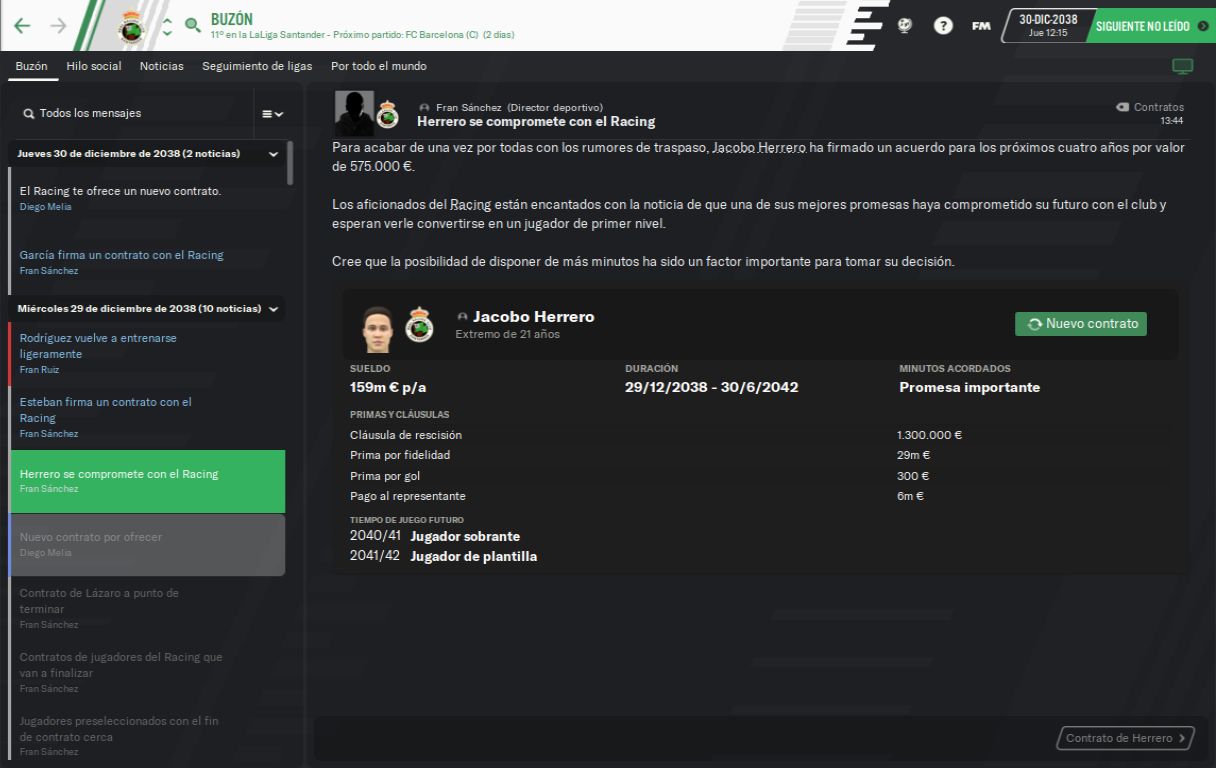 BUZÓN
11º en la LaLiga Santander - Próximo partido: FC Barcelona (C) (2 días)
?
FM
30-DIC-2038
Jue 12:15
SIGUIENTE NO LEÍDO
Buzón
Hilo social
Noticias
Seguimiento de ligas
Por todo el mundo
Todos los mensajes
Jueves 30 de diciembre de 2038 (2 noticias)
El Racing te ofrece un nuevo contrato.
Diego Melia
García firma un contrato con el Racing
Fran Sánchez
Miércoles 29 de diciembre de 2038 (10 noticias)
Rodríguez vuelve a entrenarse
ligeramente
Fran Ruiz
Esteban firma un contrato con el
Racing
Fran Sánchez
Herrero se compromete con el Racing
Fran Sánchez
Nuevo contrato por ofrecer
Diego Melia
Contrato de Lázaro a punto de
terminar
Fran Sánchez
Contratos de jugadores del Racing que
van a finalizar
Fran Sánchez
Jugadores preseleccionados con el fin
de contrato cerca
Fran Sánchez
Fran Sánchez (Director deportivo)
Herrero se compromete con el Racing
Contratos
13:44
Para acabar de una vez por todas con los rumores de traspaso, Jacobo Herrero ha firmado un acuerdo para los próximos cuatro años por valor
de 575.000 €.
Los aficionados del Racing están encantados con la noticia de que una de sus mejores promesas haya comprometido su futuro con el club y
esperan verle convertirse en un jugador de primer nivel.
Cree que la posibilidad de disponer de más minutos ha sido un factor importante para tomar su decisión.
Jacobo Herrero
Extremo de 21 años
Nuevo contrato
SUELDO
159m € p/a
DURACIÓN
29/12/2038 - 30/6/2042
MINUTOS ACORDADOS
Promesa importante
PRIMAS Y CLÁUSULAS
Cláusula de rescisión 1.300.000 €
Prima por fidelidad 29m €
Prima por gol 300 €
Pago al representante 6m €
TIEMPO DE JUEGO FUTURO
2040/41 Jugador sobrante
2041/42 Jugador de plantilla
Contrato de Herrero